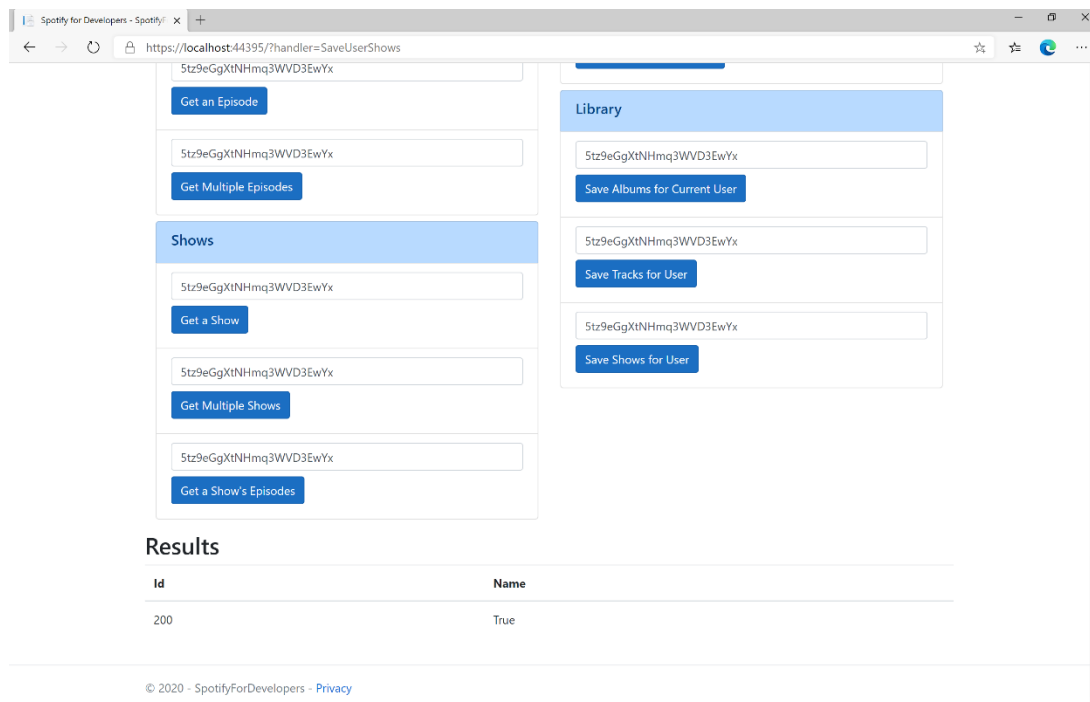 Spotify for Developers - Spotify
https://localhost:44395/?handler=SaveUserShows
5tz9eGgXtNHmq3WVD3EwYx
Get an Episode
5tz9eGgXtNHmq3WVD3EwYx
Get Multiple Episodes
Shows
5tz9eGgXtNHmq3WVD3EwYx
Get a Show
5tz9eGgXtNHmq3WVD3EwYx
Get Multiple Shows
5tz9eGgXtNHmq3WVD3EwYx
Get a Show's Episodes
Library
5tz9eGgXtNHmq3WVD3EwYx
Save Albums for Current User
5tz9eGgXtNHmq3WVD3EwYx
Save Tracks for User
5tz9eGgXtNHmq3WVD3EwYx
Save Shows for User
Results
Id Name
200 True
© 2020 - SpotifyForDevelopers - Privacy